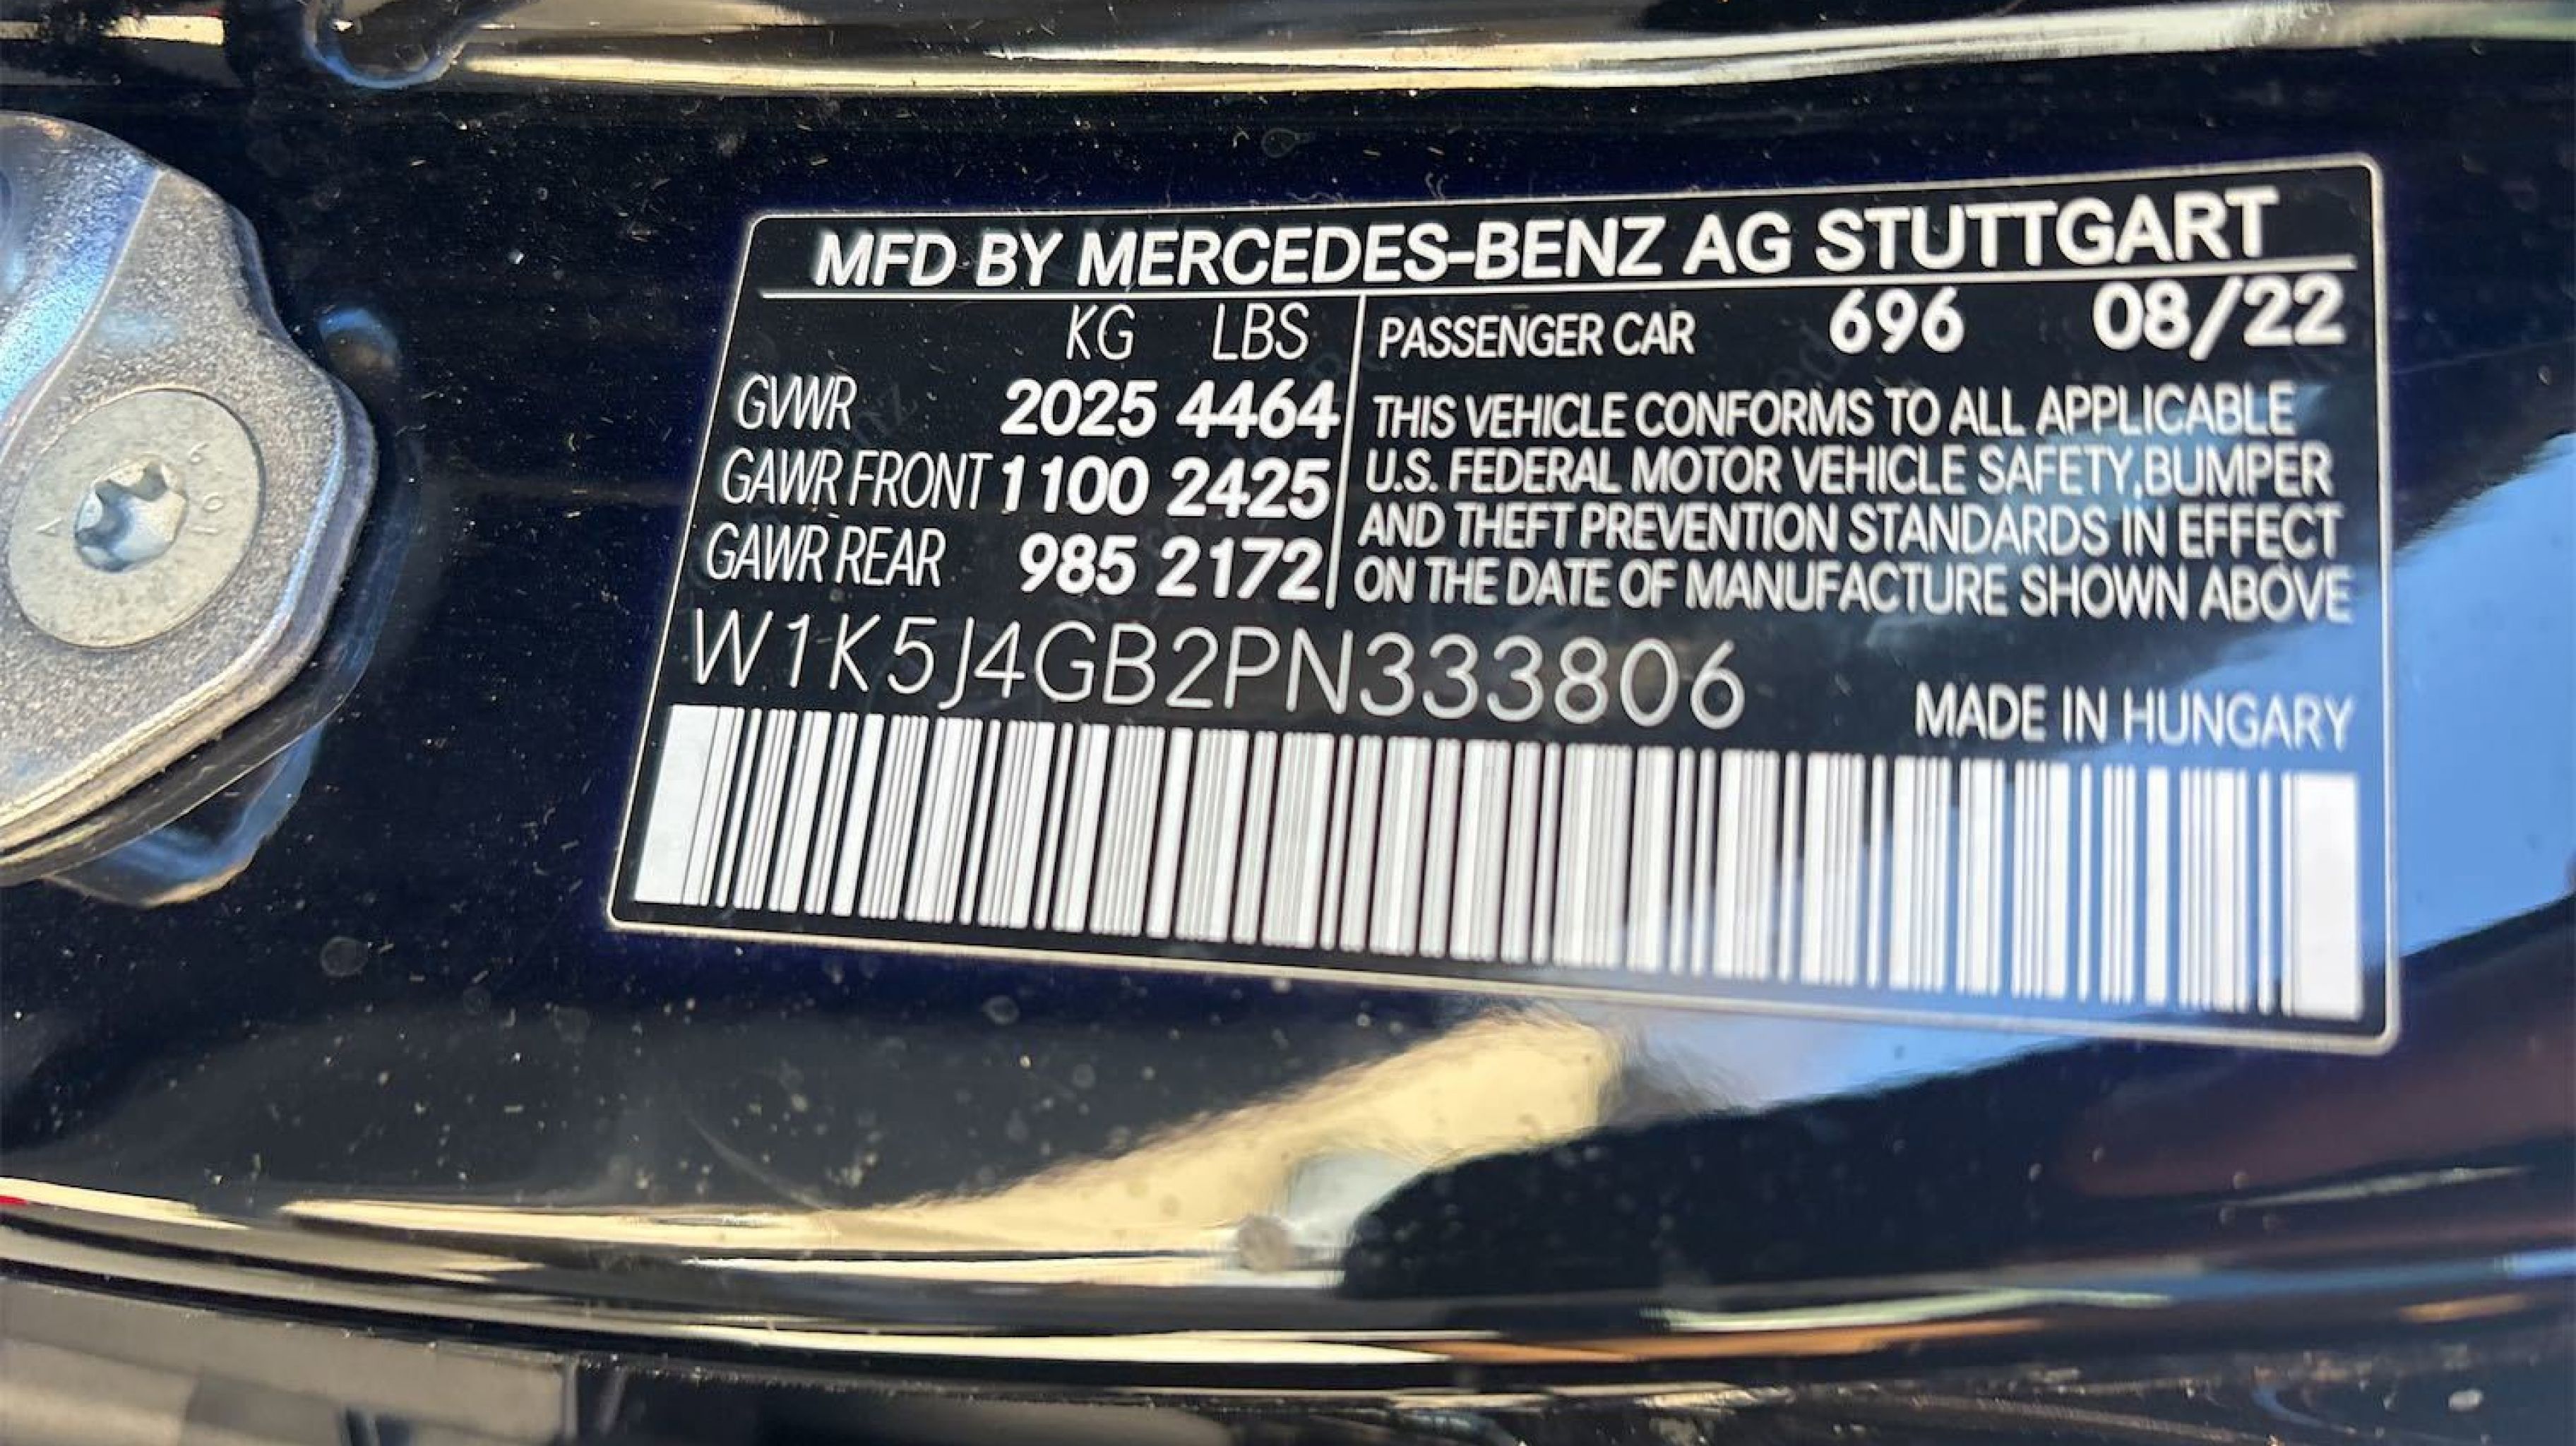 MFD BY MERCEDES-BENZ AG STUTTGART
KG LBS
GVWR 2025 4464
GAWR FRONT 1100 2425
GAWR REAR 985 2172
PASSENGER CAR 696 08/22
THIS VEHICLE CONFORMS TO ALL APPLICABLE
U.S. FEDERAL MOTOR VEHICLE SAFETY,BUMPER
AND THEFT PREVENTION STANDARDS IN EFFECT
ON THE DATE OF MANUFACTURE SHOWN ABOVE
W1K5J4GB2PN333806
MADE IN HUNGARY